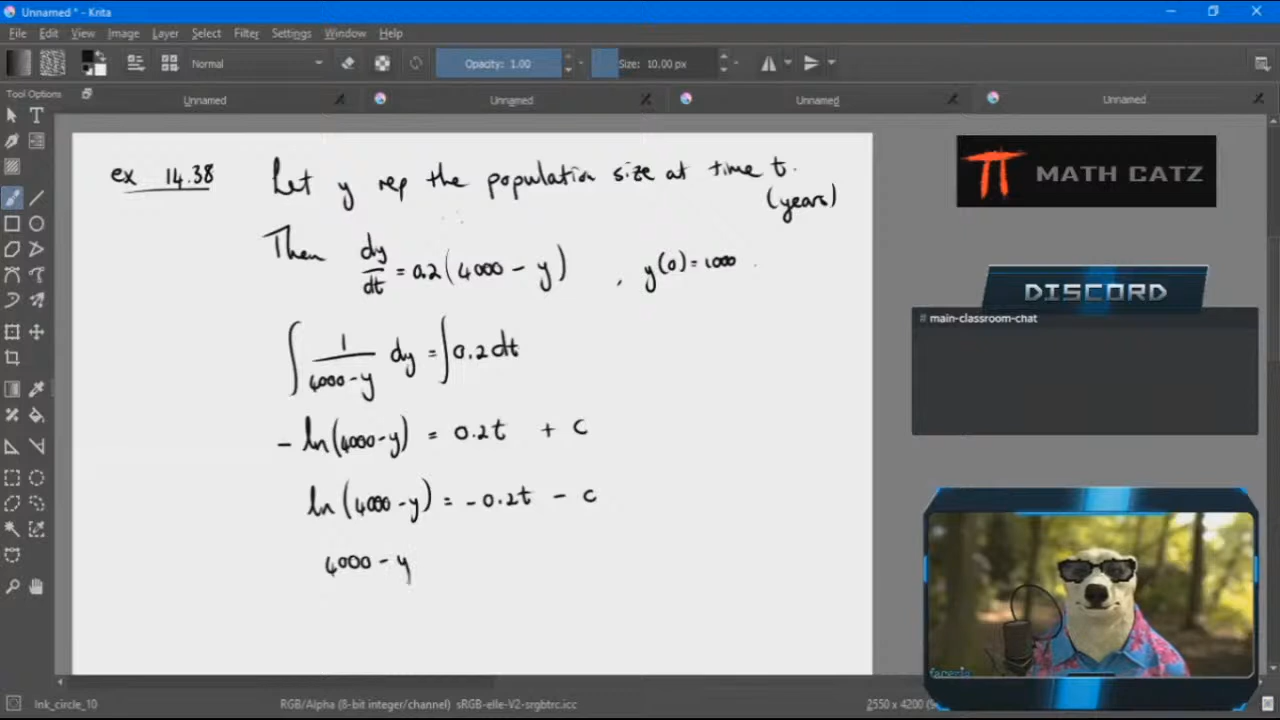 Unnamed * - Krita
File Edit View Image Layer Select Filter Settings Window Help
Normal Opacity: 1.00 Size: 10.00 px
Tool Options
Unnamed Unnamed Unnamed Unnamed
ex 14.38 Let y rep the population size at time t.
(years)
Then dy/dt = 0.2(4000 - y) , y(0) = 1000
∫ 1/(4000-y) dy = ∫ 0.2dt
- ln(4000-y) = 0.2t + c
ln(4000-y) = -0.2t - c
4000 - y
π MATH CATZ
DISCORD
# main-classroom-chat
Ink_circle_10 RGB/Alpha (8-bit integer/channel) sRGB-elle-V2-srgbtrc.icc 2550 x 4200